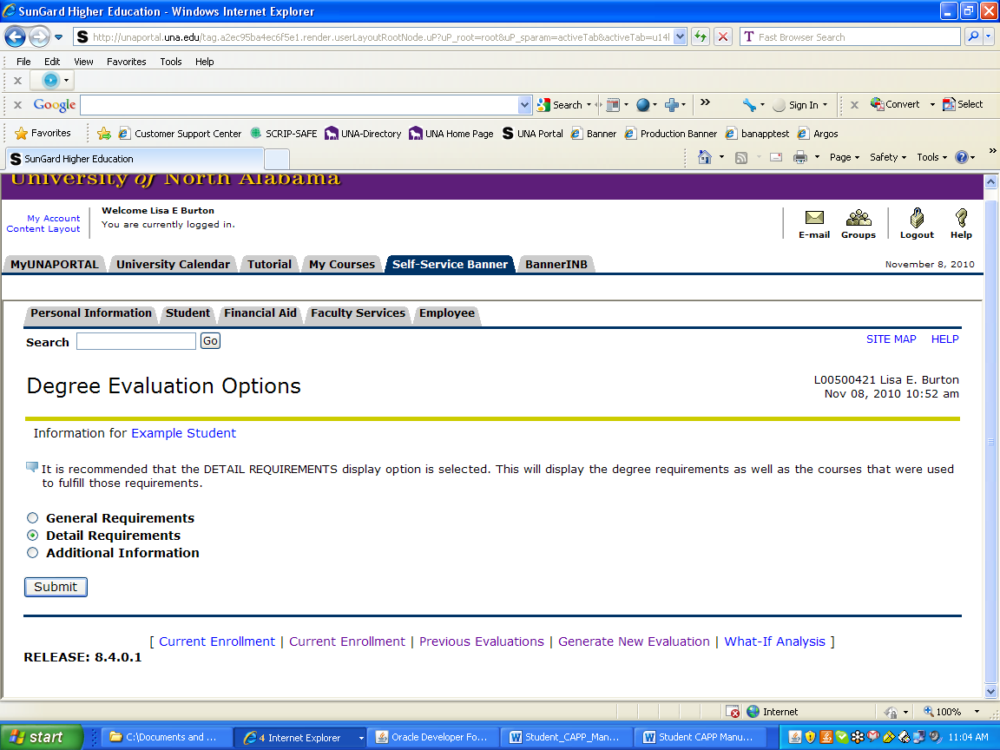 SunGard Higher Education - Windows Internet Explorer
http://unaportal.una.edu/tag.a2ec95ba4ec6f5e1.render.userLayoutRootNode.uP?uP_root=root&uP_sparam=activeTab&activeTab=u14l
Fast Browser Search
File Edit View Favorites Tools Help
Google Search Sign In Convert Select
Favorites Customer Support Center SCRIP-SAFE UNA-Directory UNA Home Page UNA Portal Banner Production Banner banapptest Argos
SunGard Higher Education Page Safety Tools
University of North Alabama
My Account
Content Layout
Welcome Lisa E Burton
You are currently logged in.
E-mail Groups Logout Help
MyUNAPORTAL University Calendar Tutorial My Courses Self-Service Banner BannerINB November 8, 2010
Personal Information Student Financial Aid Faculty Services Employee
Search Go SITE MAP HELP
Degree Evaluation Options
L00500421 Lisa E. Burton
Nov 08, 2010 10:52 am
Information for Example Student
It is recommended that the DETAIL REQUIREMENTS display option is selected. This will display the degree requirements as well as the courses that were used
to fulfill those requirements.
General Requirements
Detail Requirements
Additional Information
Submit
[ Current Enrollment | Current Enrollment | Previous Evaluations | Generate New Evaluation | What-If Analysis ]
RELEASE: 8.4.0.1
Internet 100%
start C:\Documents and ... 4 Internet Explorer Oracle Developer Fo... Student_CAPP_Man... Student CAPP Manu... 11:04 AM